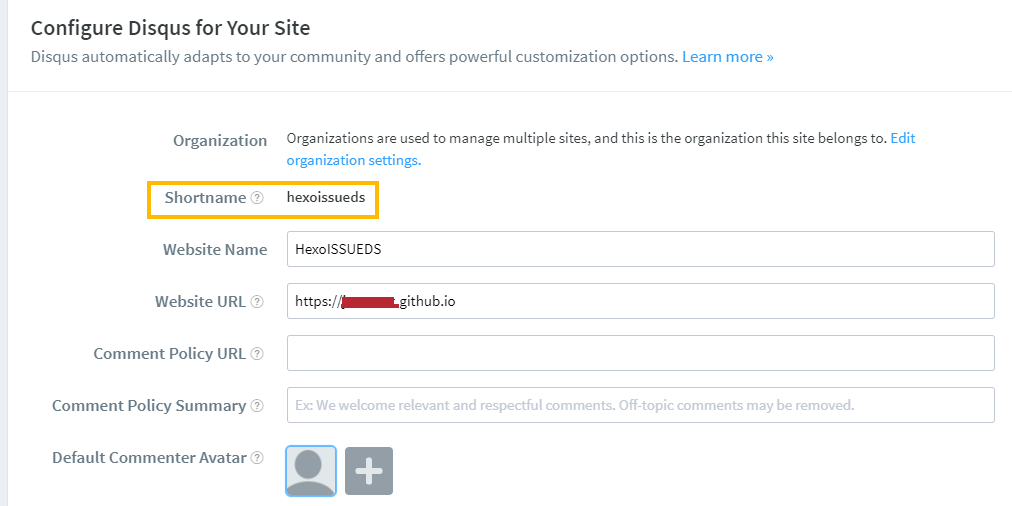 Configure Disqus for Your Site
Disqus automatically adapts to your community and offers powerful customization options. Learn more »
Organization
Organizations are used to manage multiple sites, and this is the organization this site belongs to. Edit
organization settings.
Shortname ? hexoissueds
Website Name HexoISSUEDS
Website URL ? https:// .github.io
Comment Policy URL ?
Comment Policy Summary ? Ex: We welcome relevant and respectful comments. Off-topic comments may be removed.
Default Commenter Avatar ?